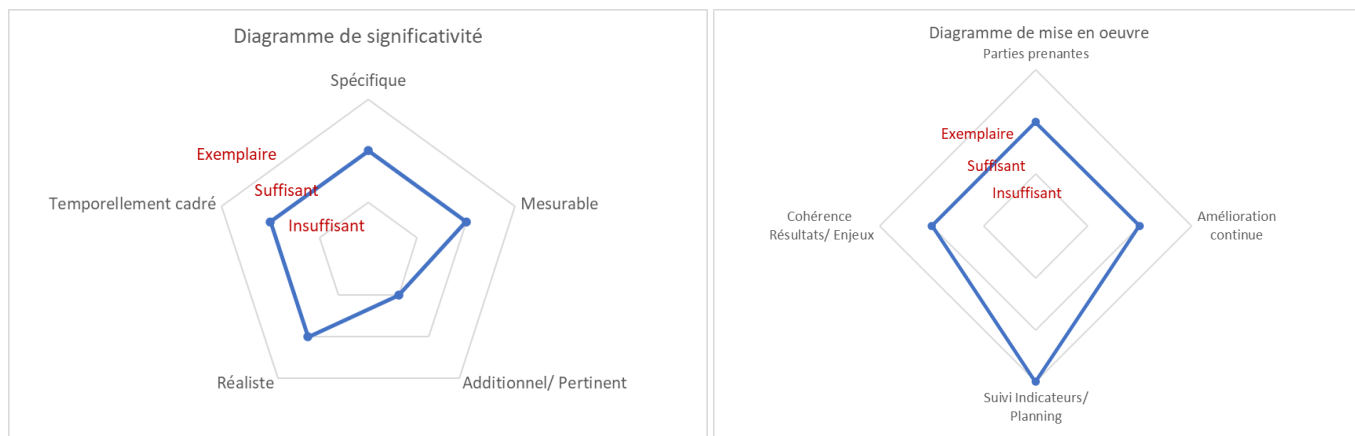 Diagramme de significativité
Spécifique
Exemplaire
Suffisant
Temporellement cadré
Mesurable
Insuffisant
Réaliste
Additionnel/ Pertinent
Diagramme de mise en oeuvre
Parties prenantes
Exemplaire
Suffisant
Insuffisant
Cohérence
Résultats/ Enjeux
Amélioration
continue
Suivi Indicateurs/
Planning